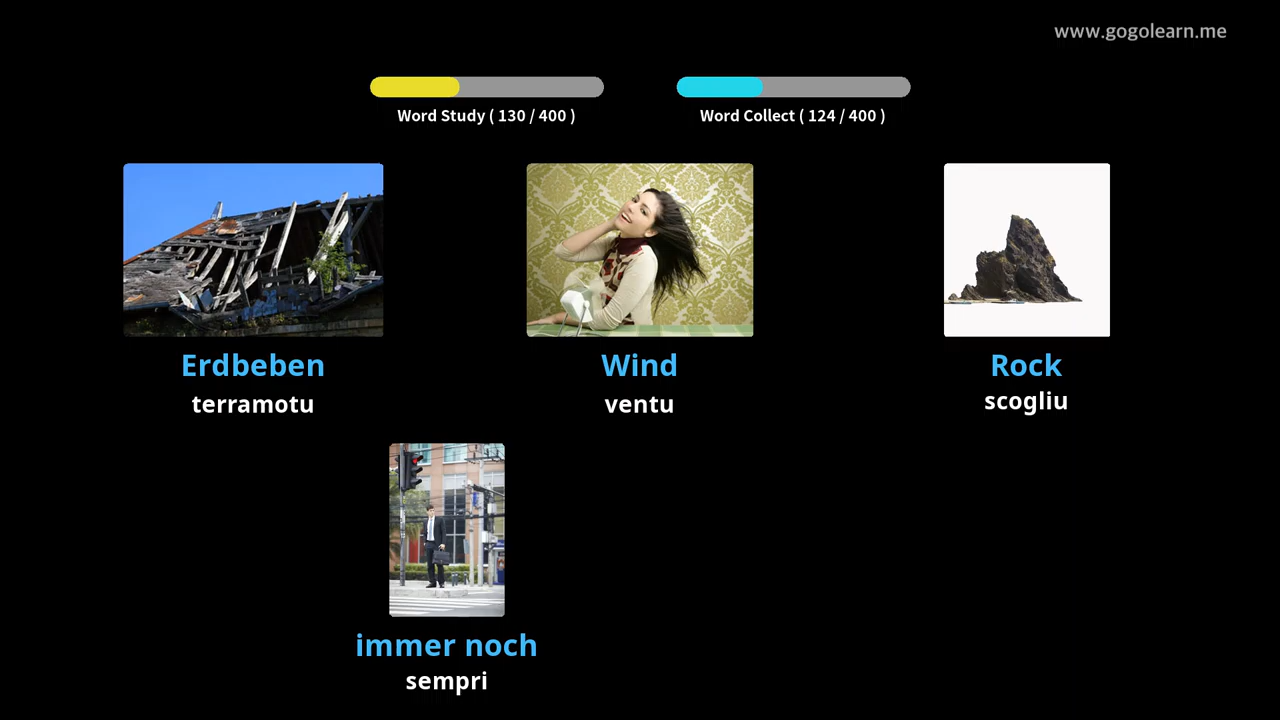 www.gogolearn.me
Word Study ( 130 / 400 )
Word Collect ( 124 / 400 )
Erdbeben
terramotu
Wind
ventu
Rock
scogliu
immer noch
sempri